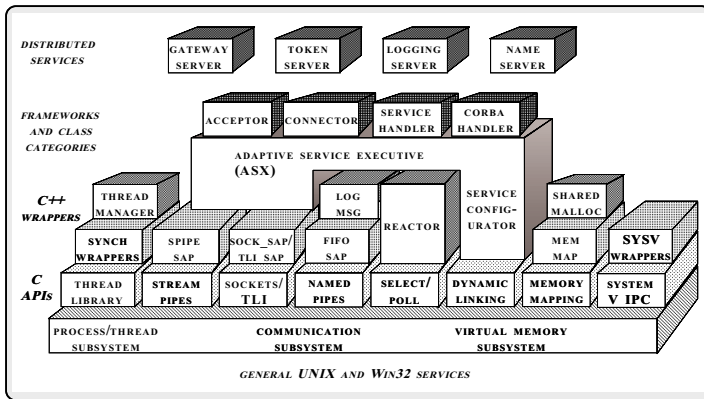 DISTRIBUTED
SERVICES
GATEWAY
SERVER
TOKEN
SERVER
LOGGING
SERVER
NAME
SERVER
FRAMEWORKS
AND CLASS
CATEGORIES
ACCEPTOR
CONNECTOR
SERVICE
HANDLER
CORBA
HANDLER
ADAPTIVE SERVICE EXECUTIVE
(ASX)
C++
WRAPPERS
THREAD
MANAGER
LOG
MSG
REACTOR
SERVICE
CONFIG-
URATOR
SHARED
MALLOC
SYNCH
WRAPPERS
SPIPE
SAP
SOCK_SAP/
TLI SAP
FIFO
SAP
MEM
MAP
SYSV
WRAPPERS
C
APIS
THREAD
LIBRARY
STREAM
PIPES
SOCKETS/
TLI
NAMED
PIPES
SELECT/
POLL
DYNAMIC
LINKING
MEMORY
MAPPING
SYSTEM
V IPC
PROCESS/THREAD
SUBSYSTEM
COMMUNICATION
SUBSYSTEM
VIRTUAL MEMORY
SUBSYSTEM
GENERAL UNIX AND WIN32 SERVICES